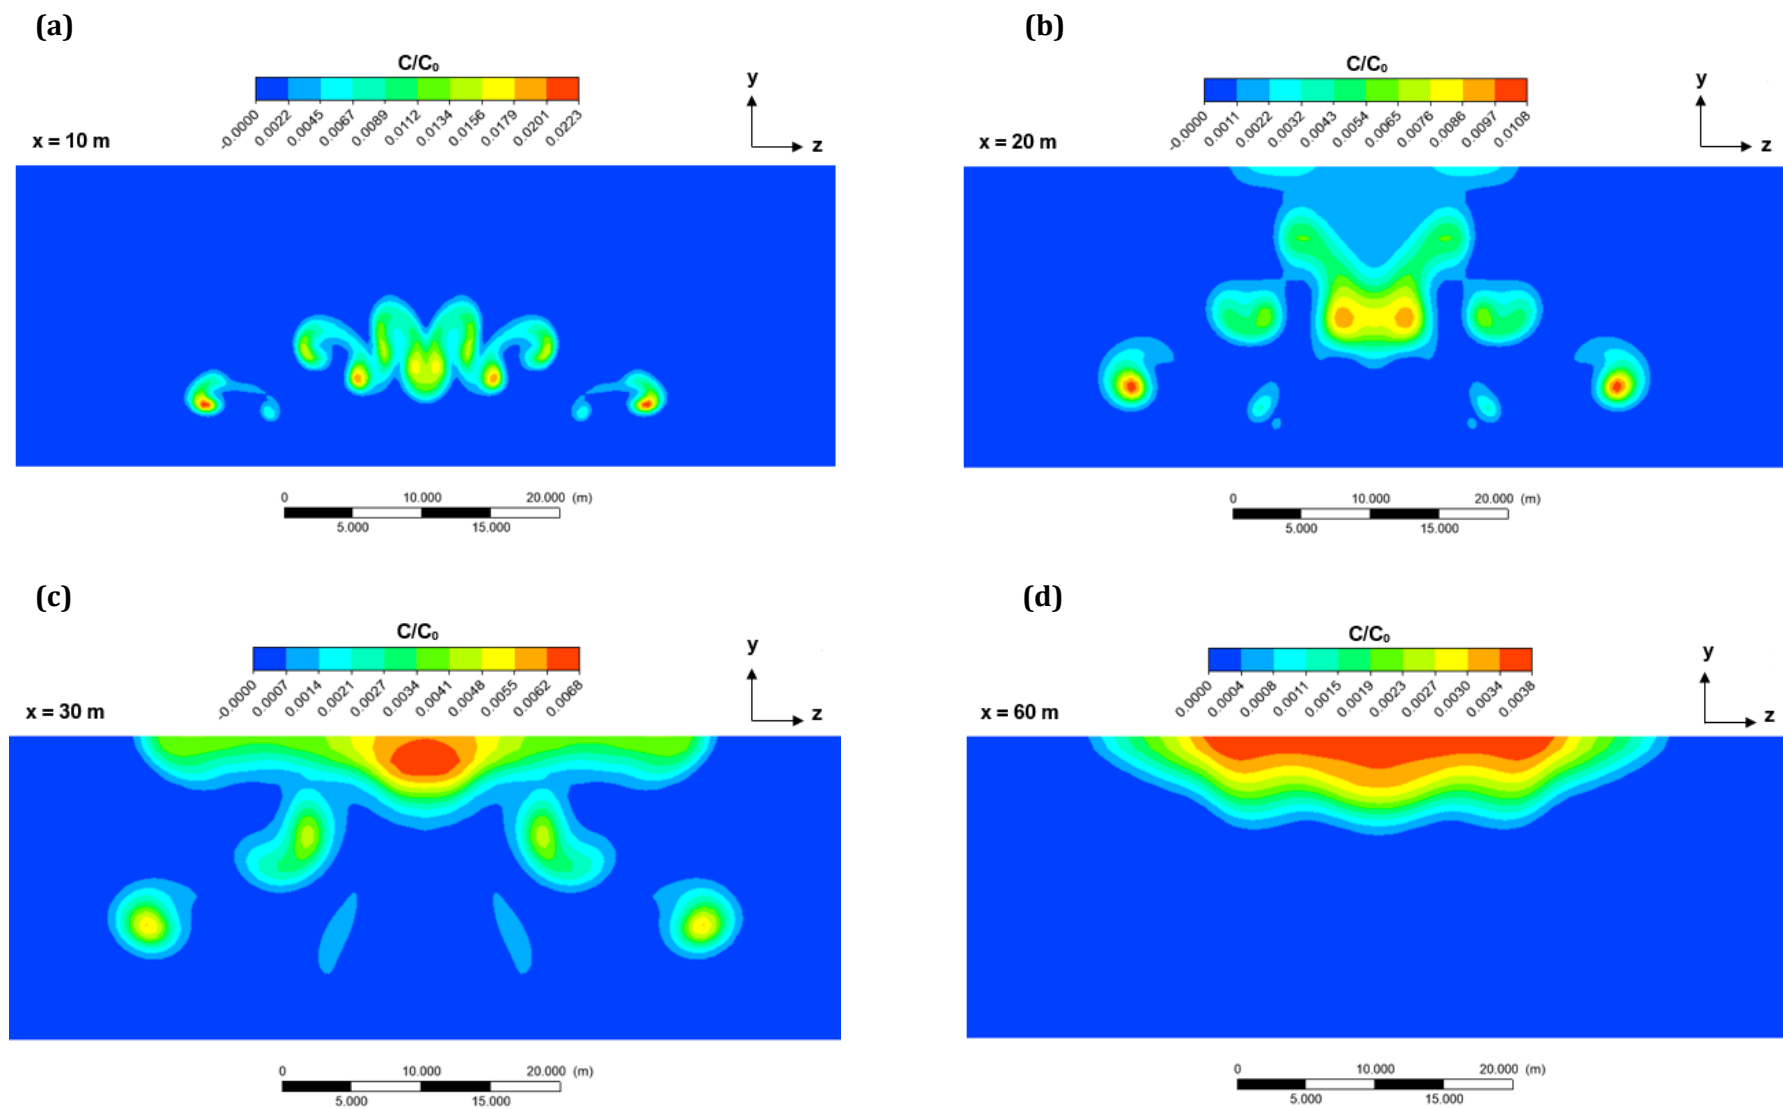 (a)
C/C₀
y
-0.0000 0.0022 0.0045 0.0067 0.0089 0.0112 0.0134 0.0156 0.0179 0.0201 0.0223
x = 10 m
z
0 10.000 20.000 (m)
5.000 15.000
(b)
C/C₀
y
-0.0000 0.0011 0.0022 0.0032 0.0043 0.0054 0.0065 0.0076 0.0086 0.0097 0.0108
x = 20 m
z
0 10.000 20.000 (m)
5.000 15.000
(c)
C/C₀
y
-0.0000 0.0007 0.0014 0.0021 0.0027 0.0034 0.0041 0.0048 0.0055 0.0062 0.0068
x = 30 m
z
0 10.000 20.000 (m)
5.000 15.000
(d)
C/C₀
y
0.0000 0.0004 0.0008 0.0011 0.0015 0.0019 0.0023 0.0027 0.0030 0.0034 0.0038
x = 60 m
z
0 10.000 20.000 (m)
5.000 15.000